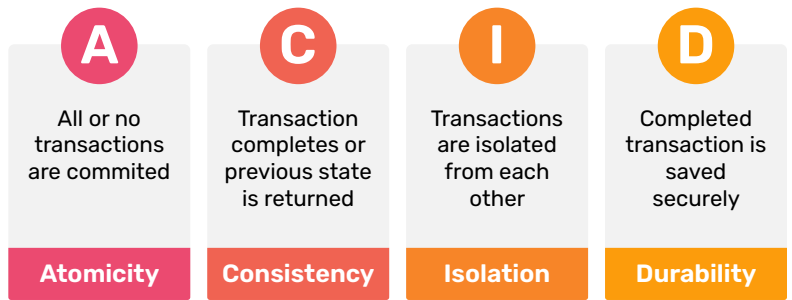 A
All or no
transactions
are commited
Atomicity
C
Transaction
completes or
previous state
is returned
Consistency
I
Transactions
are isolated
from each
other
Isolation
D
Completed
transaction is
saved
securely
Durability